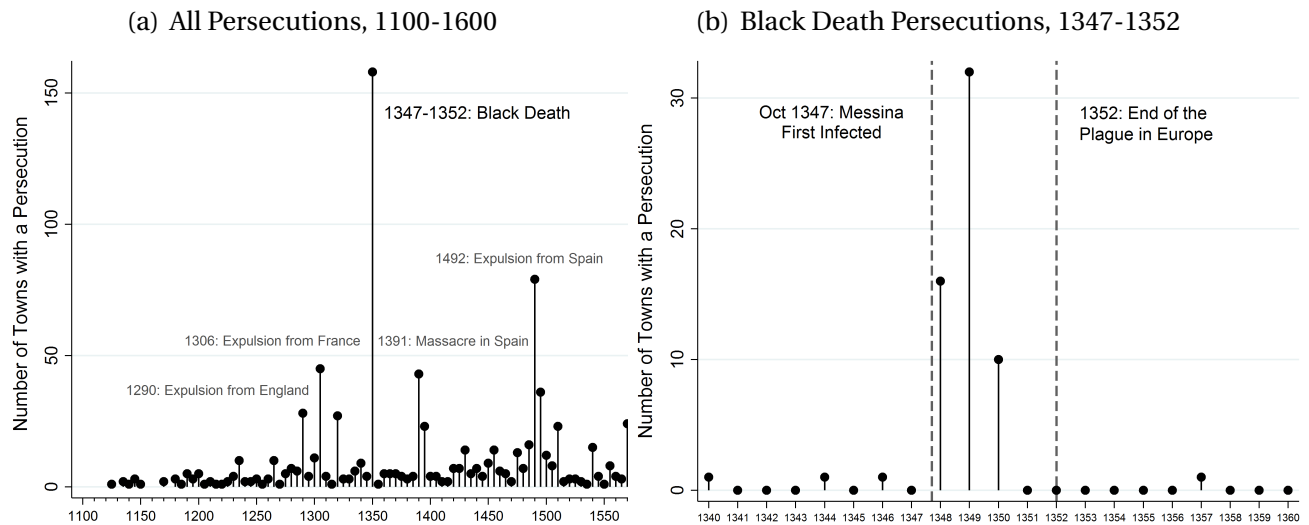 (a) All Persecutions, 1100-1600
Number of Towns with a Persecution
150
100
50
0
1347-1352: Black Death
1492: Expulsion from Spain
1306: Expulsion from France
1391: Massacre in Spain
1290: Expulsion from England
1100 1200 1300 1350 1400 1450 1500 1550
(b) Black Death Persecutions, 1347-1352
Number of Towns with a Persecution
30
20
10
0
Oct 1347: Messina
First Infected
1352: End of the
Plague in Europe
1340 1341 1342 1343 1344 1345 1346 1347 1348 1349 1350 1351 1352 1353 1354 1355 1356 1357 1358 1359 1360